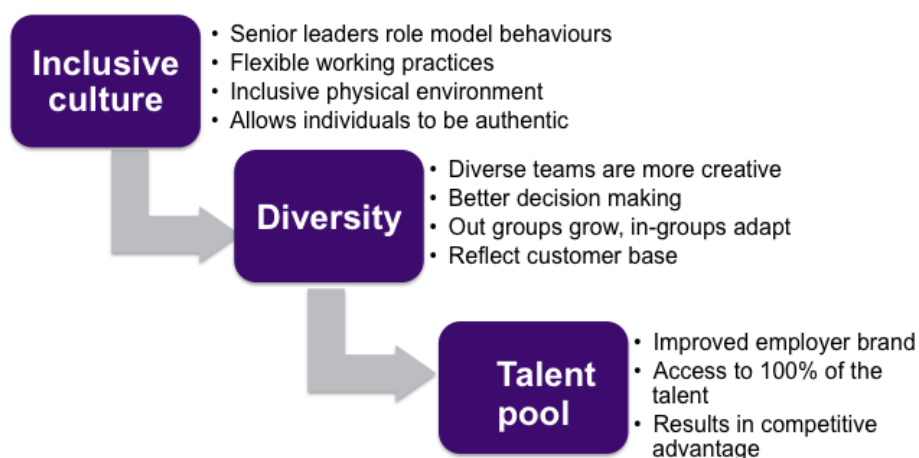 Inclusive
culture
• Senior leaders role model behaviours
• Flexible working practices
• Inclusive physical environment
• Allows individuals to be authentic
Diversity
• Diverse teams are more creative
• Better decision making
• Out groups grow, in-groups adapt
• Reflect customer base
Talent
pool
• Improved employer brand
• Access to 100% of the
talent
• Results in competitive
advantage